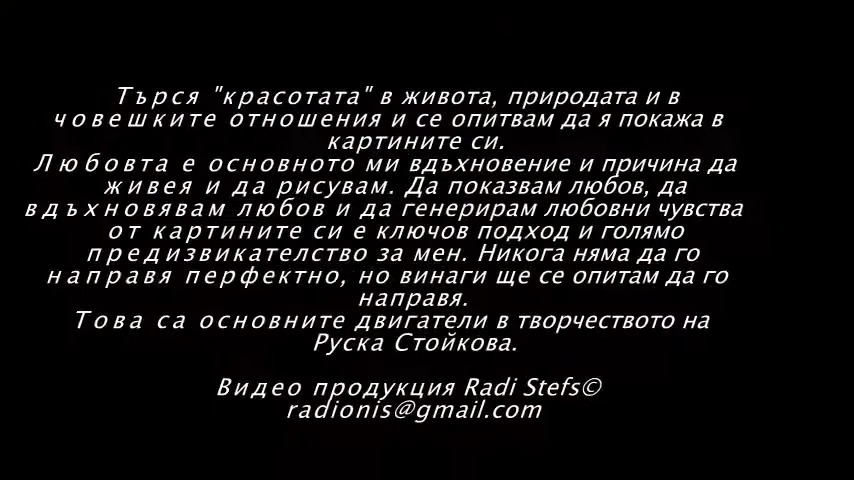 Търся "красотата" в живота, природата и в
човешките отношения и се опитвам да я покажа в
картините си.
Любовта е основното ми вдъхновение и причина да
живея и да рисувам. Да показвам любов, да
вдъхновявам любов и да генерирам любовни чувства
от картините си е ключов подход и голямо
предизвикателство за мен. Никога няма да го
направя перфектно, но винаги ще се опитам да го
направя.
Това са основните двигатели в творчеството на
Руска Стойкова.
Видео продукция Radi Stefs©
radionis@gmail.com